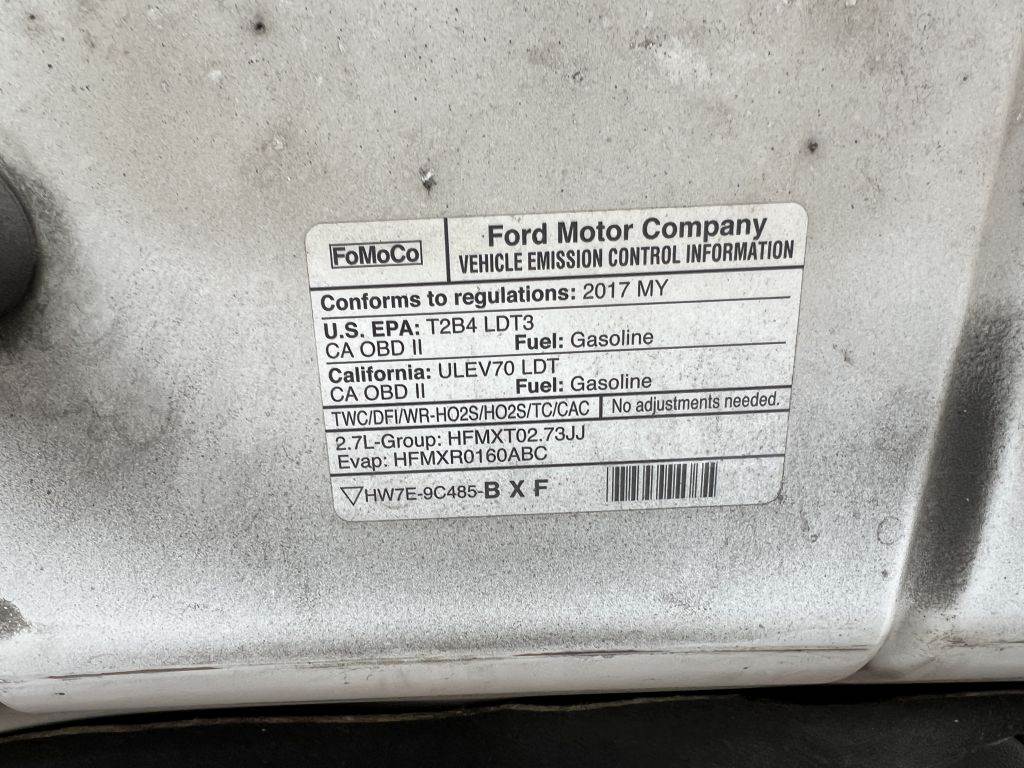 FoMoCo
Ford Motor Company
VEHICLE EMISSION CONTROL INFORMATION
Conforms to regulations: 2017 MY
U.S. EPA: T2B4 LDT3
CA OBD II Fuel: Gasoline
California: ULEV70 LDT
CA OBD II Fuel: Gasoline
TWC/DFI/WR-HO2S/HO2S/TC/CAC No adjustments needed.
2.7L-Group: HFMXT02.73JJ
Evap: HFMXR0160ABC
HW7E-9C485-B X F